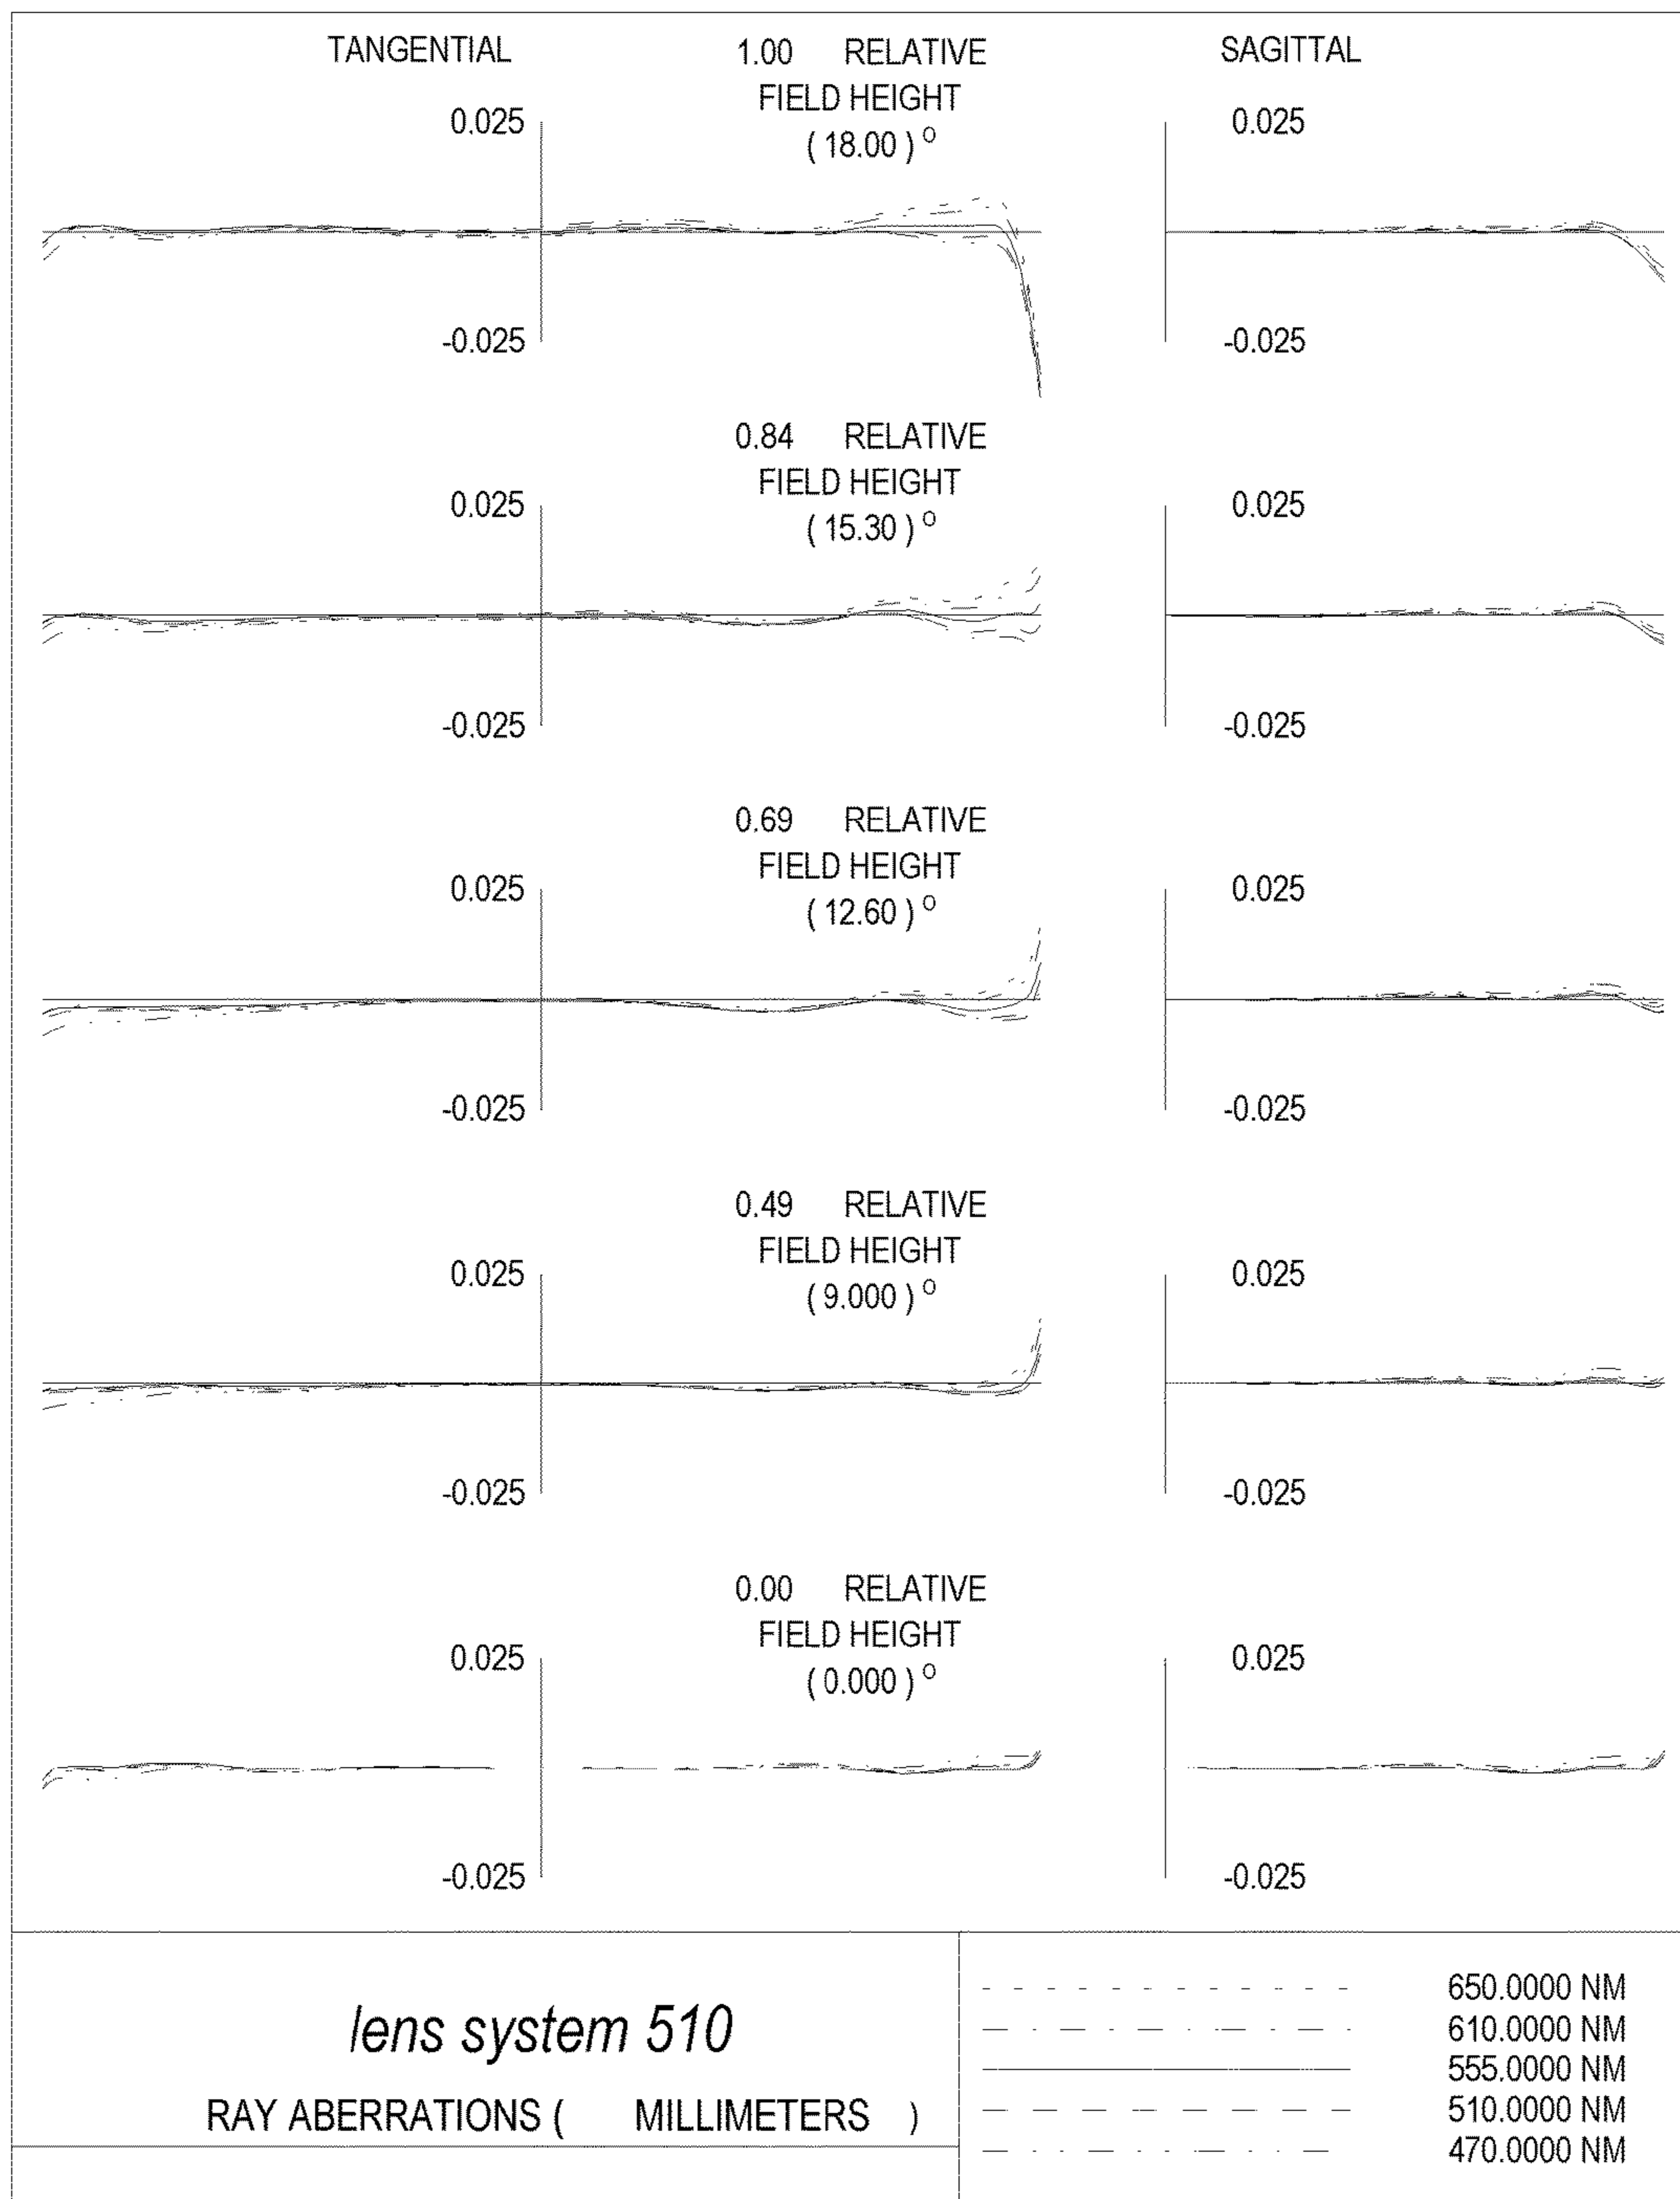 TANGENTIAL 1.00 RELATIVE SAGITTAL
FIELD HEIGHT
0.025 0.025
( 18.00 ) O
-0.025 -0.025
0.84 RELATIVE
FIELD HEIGHT
0.025 0.025
( 15.30 ) O
-0.025 -0.025
0.69 RELATIVE
FIELD HEIGHT
0.025 0.025
( 12.60 ) O
-0.025 -0.025
0.49 RELATIVE
FIELD HEIGHT
0.025 0.025
( 9.000 ) O
-0.025 -0.025
0.00 RELATIVE
FIELD HEIGHT
0.025 0.025
( 0.000 ) O
-0.025 -0.025
lens system 510
RAY ABERRATIONS ( MILLIMETERS )
650.0000 NM
610.0000 NM
555.0000 NM
510.0000 NM
470.0000 NM